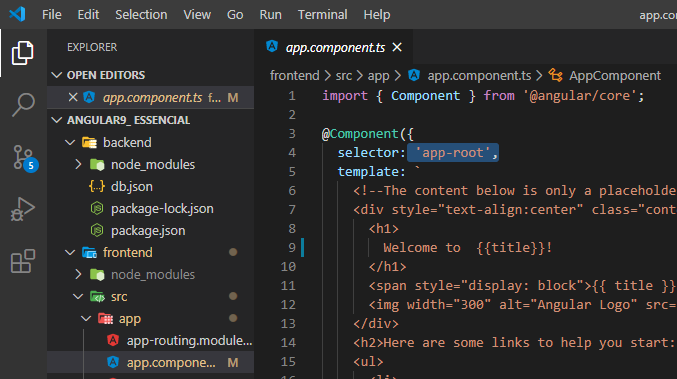 File Edit Selection View Go Run Terminal Help app.co
EXPLORER
OPEN EDITORS
app.component.ts f... M
ANGULAR9_ ESSENCIAL
backend
node_modules
{..} db.json
package-lock.json
package.json
frontend
node_modules
src
app
app-routing.module...
app.compone... M
5
app.component.ts
frontend > src > app > app.component.ts > AppComponent
1 import { Component } from '@angular/core';
2
3 @Component({
4 selector: 'app-root',
5 template: `
6 <!--The content below is only a placeholde
7 <div style="text-align:center" class="cont
8 <h1>
9 Welcome to  {{title}}!
10 </h1>
11 <span style="display: block">{{ title }}
12 <img width="300" alt="Angular Logo" src=
13 </div>
14 <h2>Here are some links to help you start:
15 <ul>
16 <li>